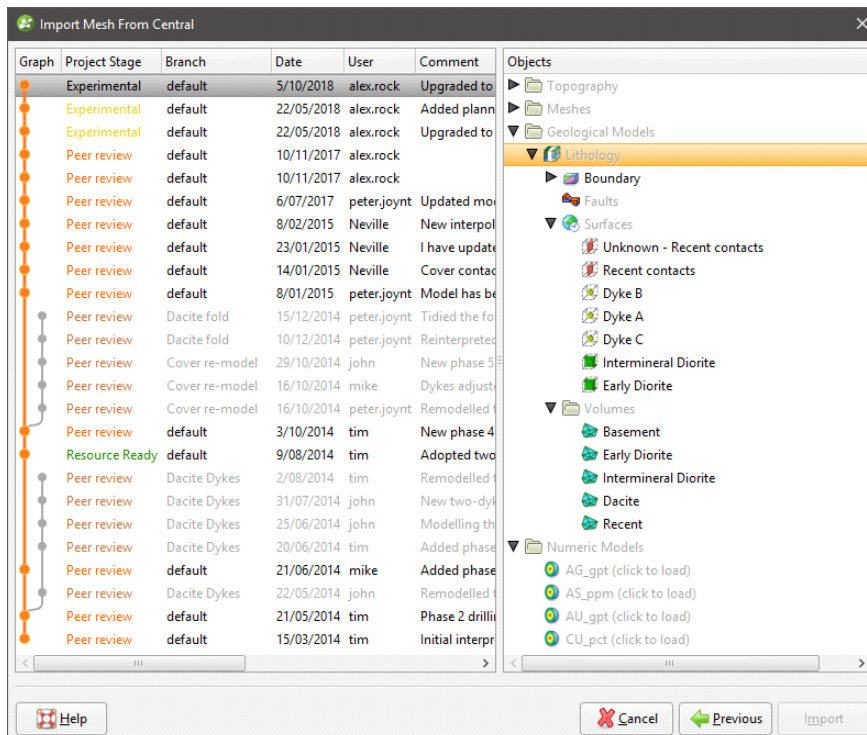 Import Mesh From Central
Graph Project Stage Branch Date User Comment
Experimental default 5/10/2018 alex.rock Upgraded to
Experimental default 22/05/2018 alex.rock Added plann
Experimental default 22/05/2018 alex.rock Upgraded to
Peer review default 10/11/2017 alex.rock
Peer review default 10/11/2017 alex.rock
Peer review default 6/07/2017 peter.joynt Updated mo
Peer review default 8/02/2015 Neville New interpol
Peer review default 23/01/2015 Neville I have update
Peer review default 14/01/2015 Neville Cover contac
Peer review default 8/01/2015 peter.joynt Model has be
Peer review Dacite fold 15/12/2014 peter.joynt Tidied the fo
Peer review Dacite fold 10/12/2014 peter.joynt Reinterpreted
Peer review Cover re-model 29/10/2014 john New phase 5
Peer review Cover re-model 16/10/2014 mike Dykes adjust
Peer review Cover re-model 16/10/2014 peter.joynt Remodelled
Peer review default 3/10/2014 tim New phase 4
Resource Ready default 9/08/2014 tim Adopted two
Peer review Dacite Dykes 2/08/2014 tim Remodelled
Peer review Dacite Dykes 31/07/2014 john New two-dyk
Peer review Dacite Dykes 25/06/2014 john Modelling th
Peer review Dacite Dykes 20/06/2014 tim Added phase
Peer review default 21/06/2014 mike Added phase
Peer review Dacite Dykes 22/05/2014 john Remodelled
Peer review default 21/05/2014 tim Phase 2 drilli
Peer review default 15/03/2014 tim Initial interpr
Objects
Topography
Meshes
Geological Models
Lithology
Boundary
Faults
Surfaces
Unknown - Recent contacts
Recent contacts
Dyke B
Dyke A
Dyke C
Intermineral Diorite
Early Diorite
Volumes
Basement
Early Diorite
Intermineral Diorite
Dacite
Recent
Numeric Models
AG_gpt (click to load)
AS_ppm (click to load)
AU_gpt (click to load)
CU_pct (click to load)
Help Cancel Previous Import